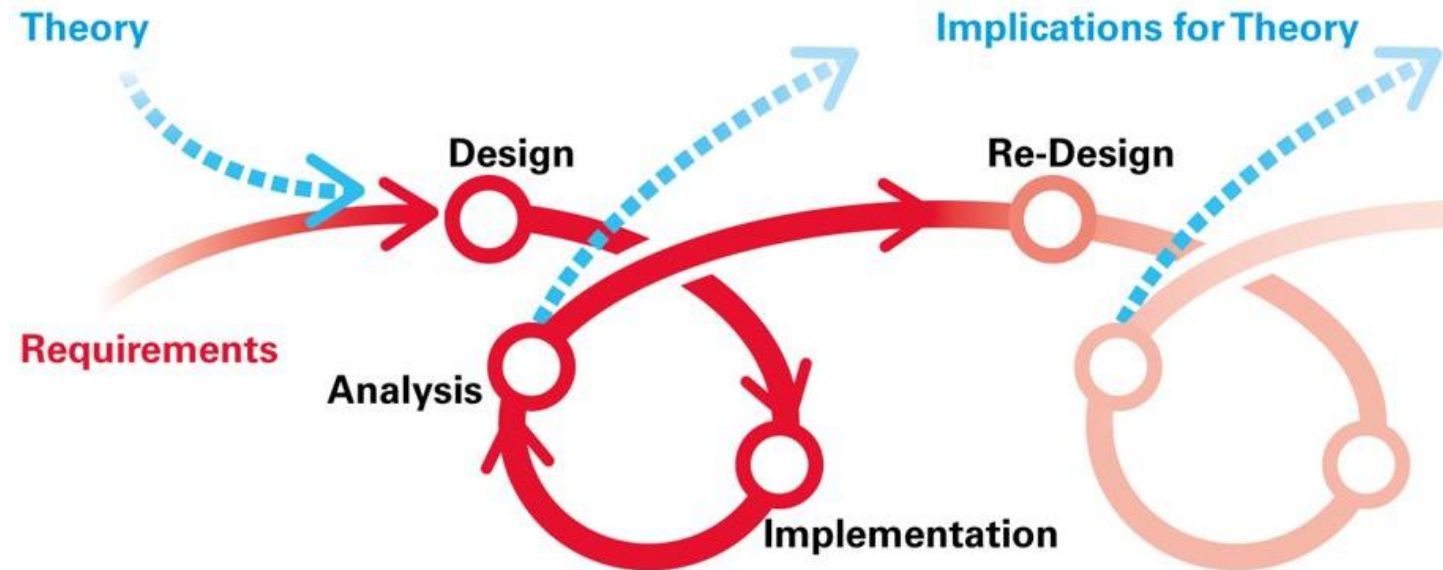 Theory
Implications for Theory
Design
Re-Design
Requirements
Analysis
Implementation